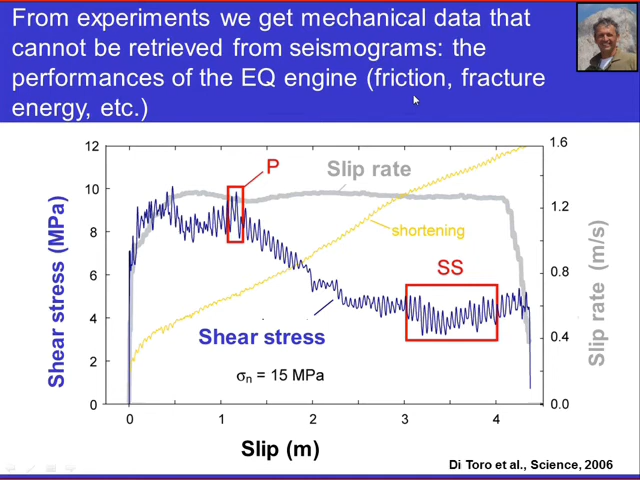 From experiments we get mechanical data that
cannot be retrieved from seismograms: the
performances of the EQ engine (friction, fracture
energy, etc.)
12
10
8
6
4
2
0
Shear stress (MPa)
P
Slip rate
shortening
SS
Shear stress
σn = 15 MPa
1.6
1.2
0.8
0.4
0.0
Slip rate (m/s)
0
1
2
3
4
Slip (m)
Di Toro et al., Science, 2006